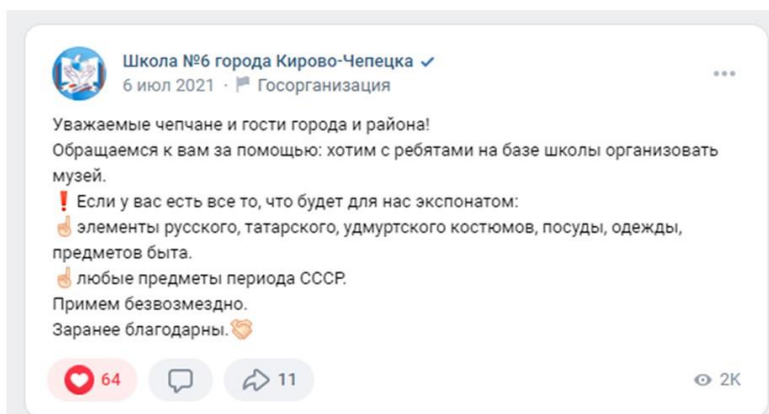 Школа №6 города Кирово-Чепецка
6 июл 2021 · Госорганизация
Уважаемые чепчане и гости города и района!
Обращаемся к вам за помощью: хотим с ребятами на базе школы организовать
музей.
❗ Если у вас есть все то, что будет для нас экспонатом:
☝🏻элементы русского, татарского, удмуртского костюмов, посуды, одежды,
предметов быта.
☝🏻любые предметы периода СССР.
Примем безвозмездно.
Заранее благодарны.🤝🏻
64 11 2K